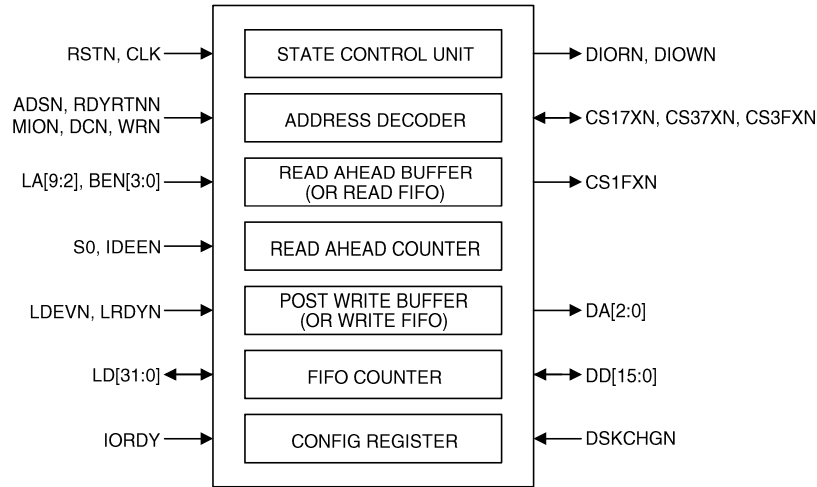 RSTN, CLK
STATE CONTROL UNIT
DIORN, DIOWN
ADSN, RDYRTNN
MION, DCN, WRN
ADDRESS DECODER
CS17XN, CS37XN, CS3FXN
LA[9:2], BEN[3:0]
READ AHEAD BUFFER
(OR READ FIFO)
CS1FXN
S0, IDEEN
READ AHEAD COUNTER
LDEVN, LRDYN
POST WRITE BUFFER
(OR WRITE FIFO)
DA[2:0]
LD[31:0]
FIFO COUNTER
DD[15:0]
IORDY
CONFIG REGISTER
DSKCHGN